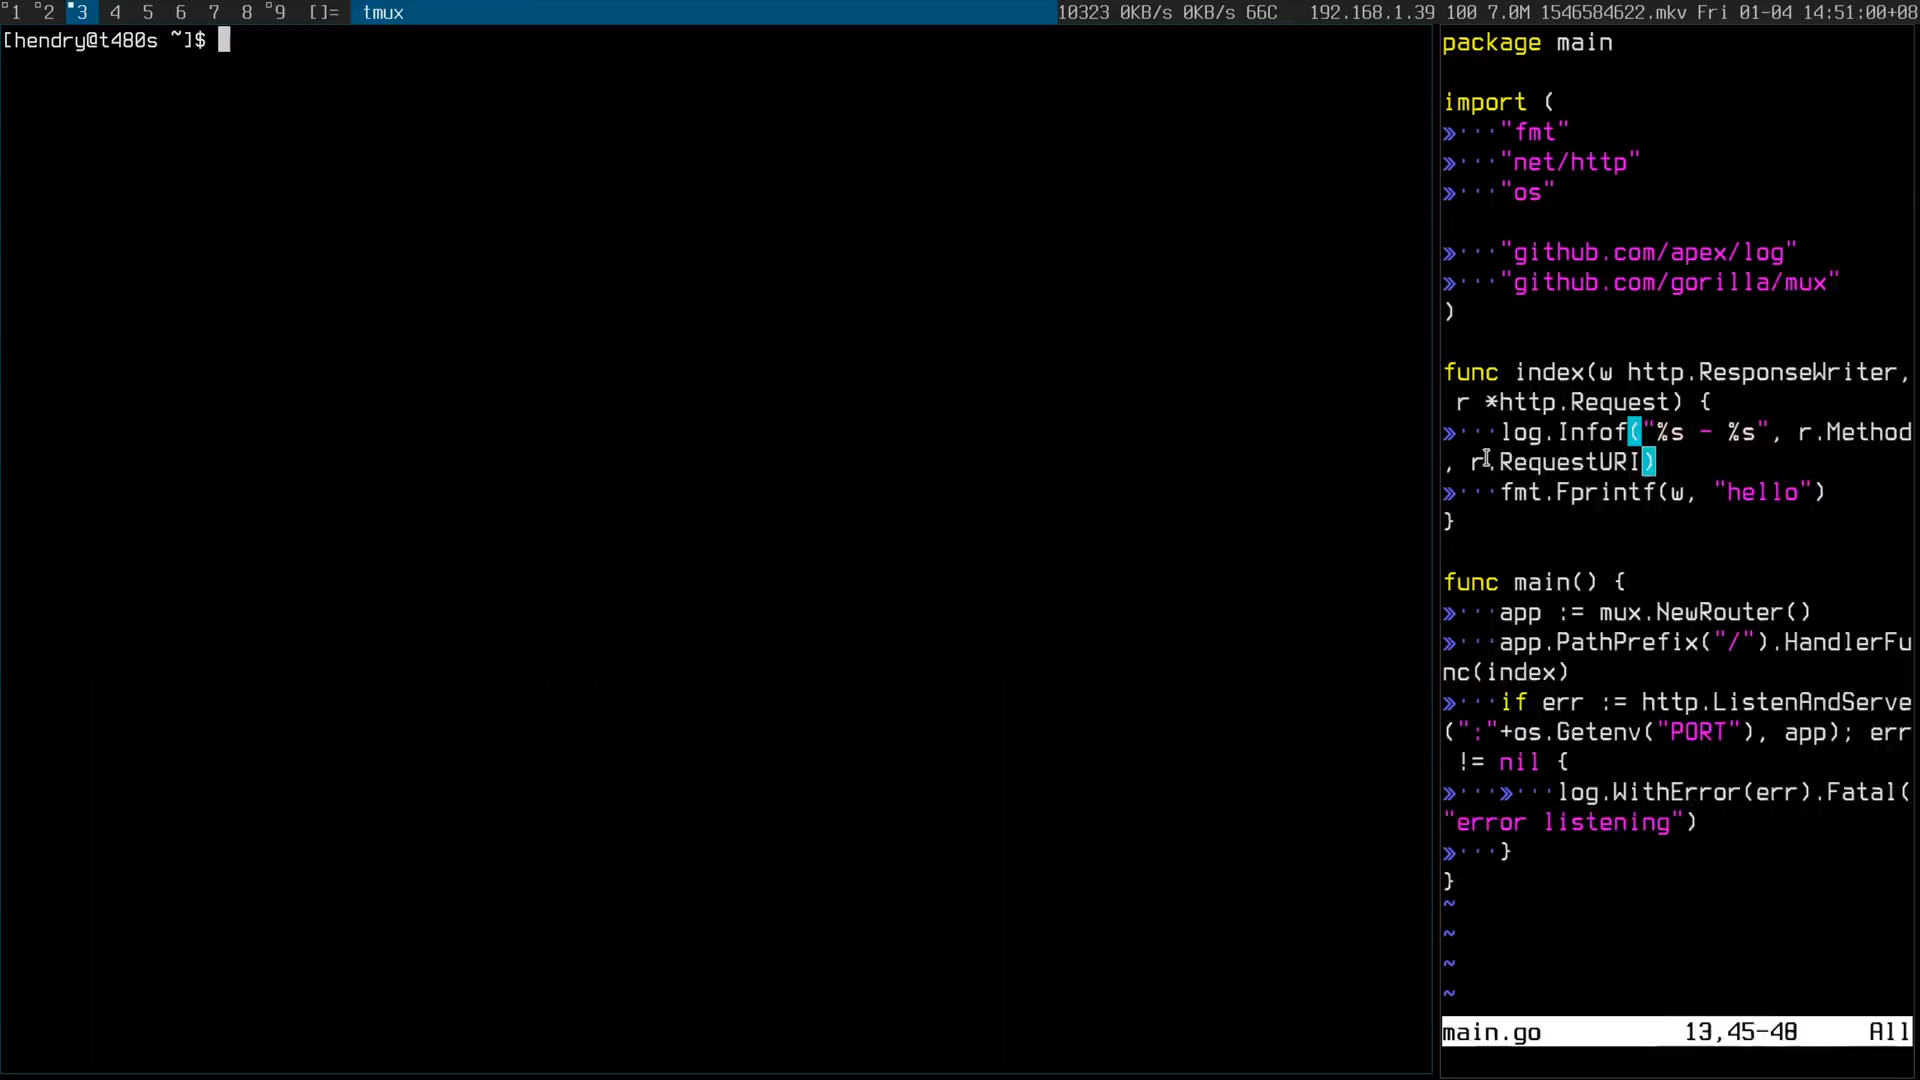 1 2 3 4 5 6 7 8 9 []= tmux 10323 0KB/s 0KB/s 66C 192.168.1.39 100 7.0M 1546584622.mkv Fri 01-04 14:51:00+08
[hendry@t480s ~]$
package main
import (
»···"fmt"
»···"net/http"
»···"os"
»···"github.com/apex/log"
»···"github.com/gorilla/mux"
)
func index(w http.ResponseWriter,
r *http.Request) {
»···log.Infof("%s - %s", r.Method
, r.RequestURI)
»···fmt.Fprintf(w, "hello")
}
func main() {
»···app := mux.NewRouter()
»···app.PathPrefix("/").HandlerFu
nc(index)
»···if err := http.ListenAndServe
(":"+os.Getenv("PORT"), app); err
!= nil {
»···»···log.WithError(err).Fatal(
"error listening")
»···}
}
~
~
~
~
main.go 13,45-48 All